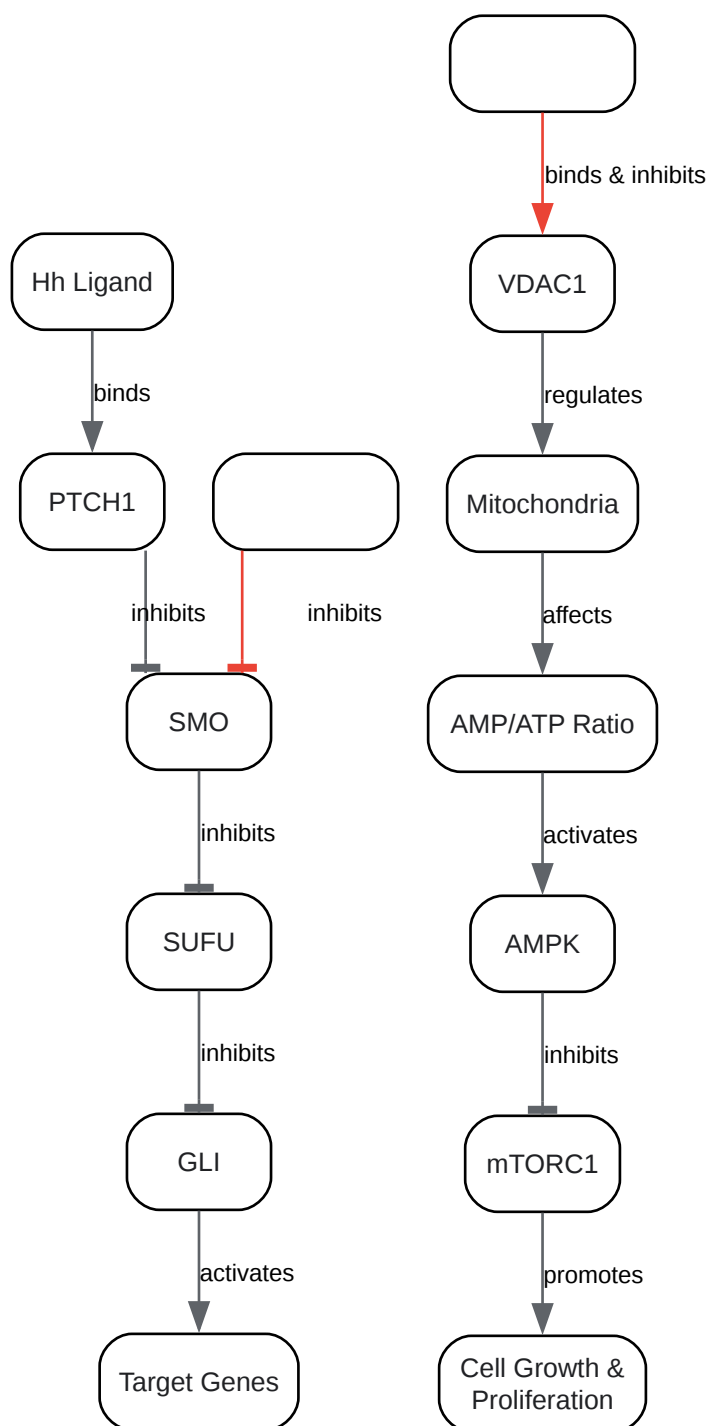 Hh Ligand
binds
PTCH1
inhibits
inhibits
SMO
inhibits
SUFU
inhibits
GLI
activates
Target Genes
binds & inhibits
VDAC1
regulates
Mitochondria
affects
AMP/ATP Ratio
activates
AMPK
inhibits
mTORC1
promotes
Cell Growth &
Proliferation